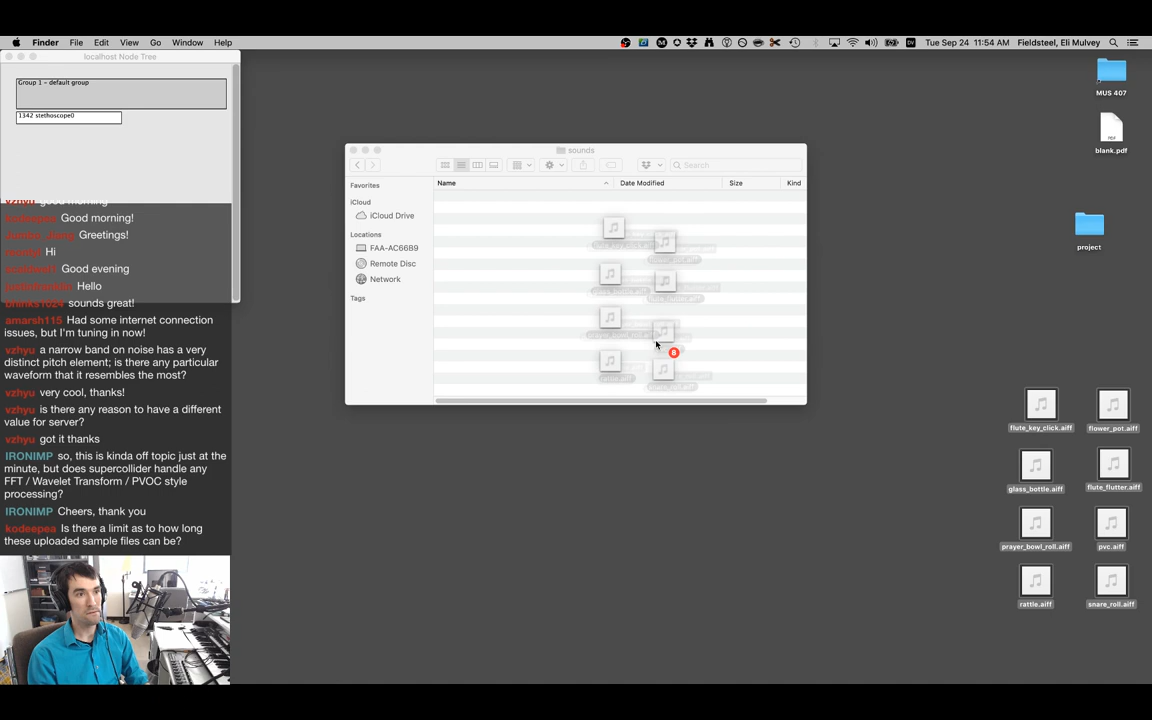 Finder File Edit View Go Window Help
Tue Sep 24 11:54 AM Fieldsteel, Eli Mulvey
localhost Node Tree
Group 1 - default group
1342 stethoscope0
vzhyu good morning
Good morning!
Greetings!
Hi
Good evening
Hello
sounds great!
amarsh115 Had some internet connection
issues, but I'm tuning in now!
vzhyu a narrow band on noise has a very
distinct pitch element; is there any particular
waveform that it resembles the most?
vzhyu very cool, thanks!
vzhyu is there any reason to have a different
value for server?
vzhyu got it thanks
IRONIMP so, this is kinda off topic just at the
minute, but does supercollider handle any
FFT / Wavelet Transform / PVOC style
processing?
IRONIMP Cheers, thank you
kodeepea Is there a limit as to how long
these uploaded sample files can be?
sounds
Search
Favorites
iCloud
iCloud Drive
Locations
FAA-AC66B9
Remote Disc
Network
Tags
Name Date Modified Size Kind
8
MUS 407
PDF
blank.pdf
project
flute_key_click.aiff
flower_pot.aiff
glass_bottle.aiff
flute_flutter.aiff
prayer_bowl_roll.aiff
pvc.aiff
rattle.aiff
snare_roll.aiff